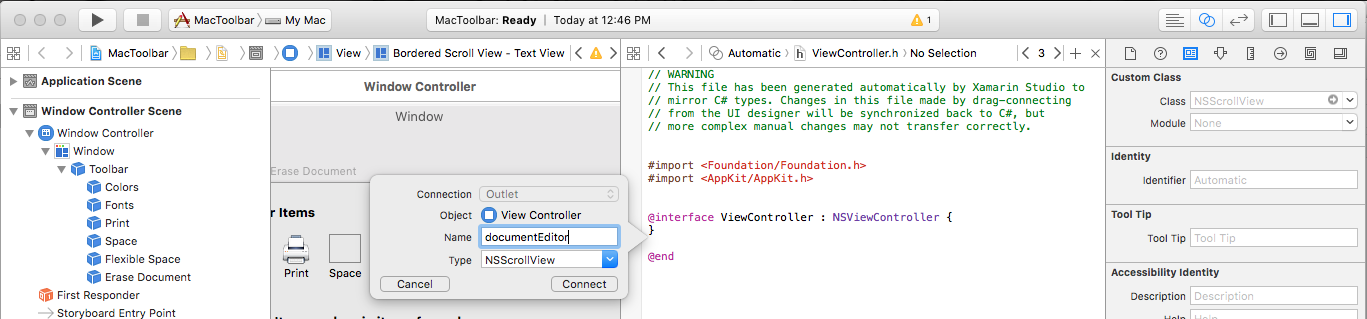 MacToolbar My Mac
MacToolbar: Ready | Today at 12:46 PM
1
MacToolbar View Bordered Scroll View - Text View
Automatic ViewController.h No Selection 3
Application Scene
Window Controller Scene
Window Controller
Window
Toolbar
Colors
Fonts
Print
Space
Flexible Space
Erase Document
First Responder
Storyboard Entry Point
Window Controller
Window
Erase Document
r Items
Print
Space
Connection Outlet
Object View Controller
Name documentEditor
Type NSScrollView
Cancel Connect
// WARNING
// This file has been generated automatically by Xamarin Studio to
// mirror C# types. Changes in this file made by drag-connecting
// from the UI designer will be synchronized back to C#, but
// more complex manual changes may not transfer correctly.
#import <Foundation/Foundation.h>
#import <AppKit/AppKit.h>
@interface ViewController : NSViewController {
}
@end
Custom Class
Class NSScrollView
Module None
Identity
Identifier Automatic
Tool Tip
Tool Tip Tool Tip
Accessibility Identity
Description Description
Help Help